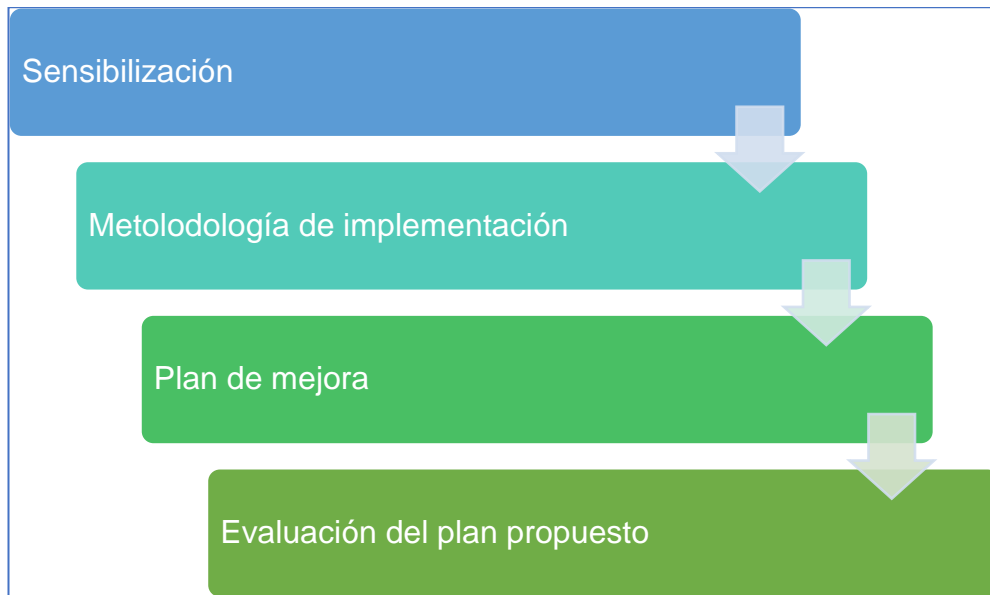 Sensibilización
Metolodología de implementación
Plan de mejora
Evaluación del plan propuesto